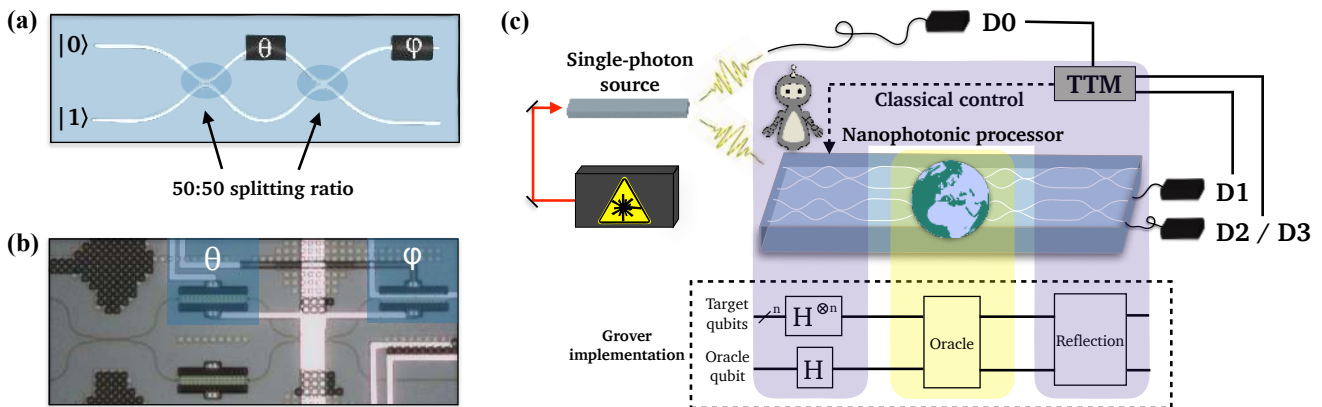 (a)
|0⟩
θ
φ
|1⟩
50:50 splitting ratio
(b)
θ
φ
(c)
D0
Single-photon
source
TTM
Classical control
Nanophotonic processor
D1
D2 / D3
Target
qubits
n
H⊗n
Oracle
Reflection
Grover
implementation
Oracle
qubit
H